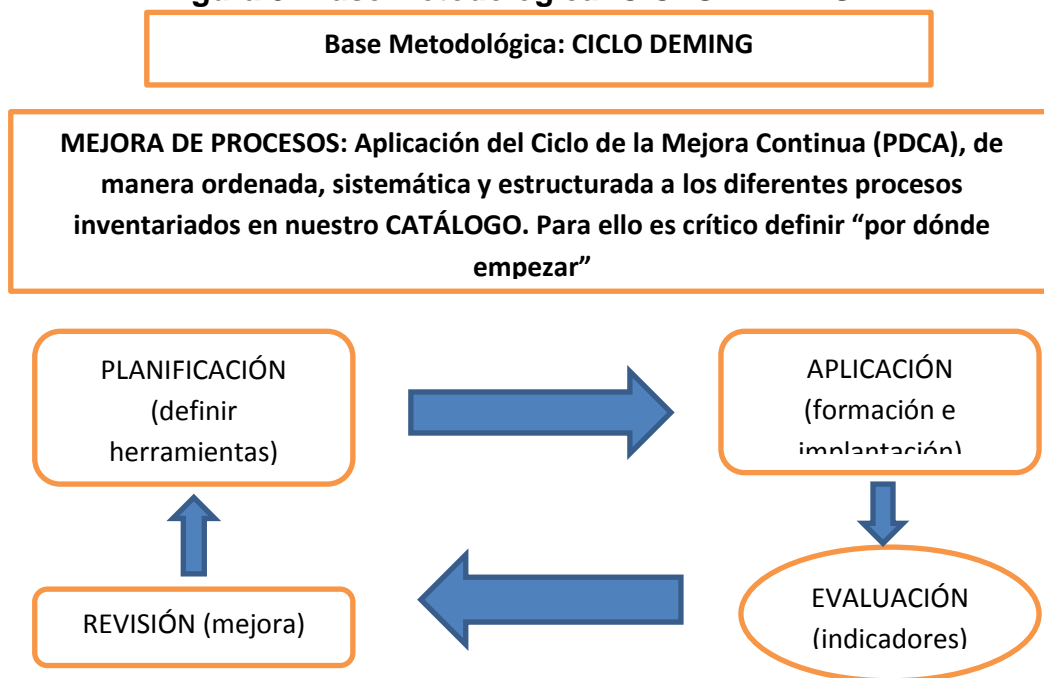 Base Metodológica: CICLO DEMING
MEJORA DE PROCESOS: Aplicación del Ciclo de la Mejora Continua (PDCA), de
manera ordenada, sistemática y estructurada a los diferentes procesos
inventariados en nuestro CATÁLOGO. Para ello es crítico definir “por dónde
empezar”
PLANIFICACIÓN
(definir
herramientas)
APLICACIÓN
(formación e
implantación)
EVALUACIÓN
(indicadores)
REVISIÓN (mejora)